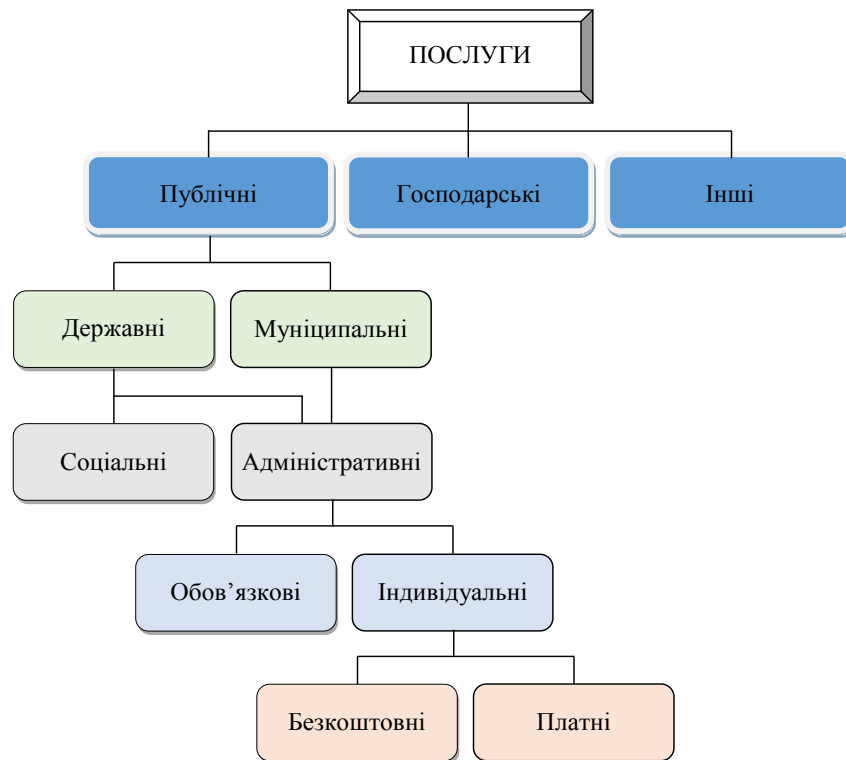 ПОСЛУГИ
Публічні
Господарські
Інші
Державні
Муніципальні
Соціальні
Адміністративні
Обов’язкові
Індивідуальні
Безкоштовні
Платні